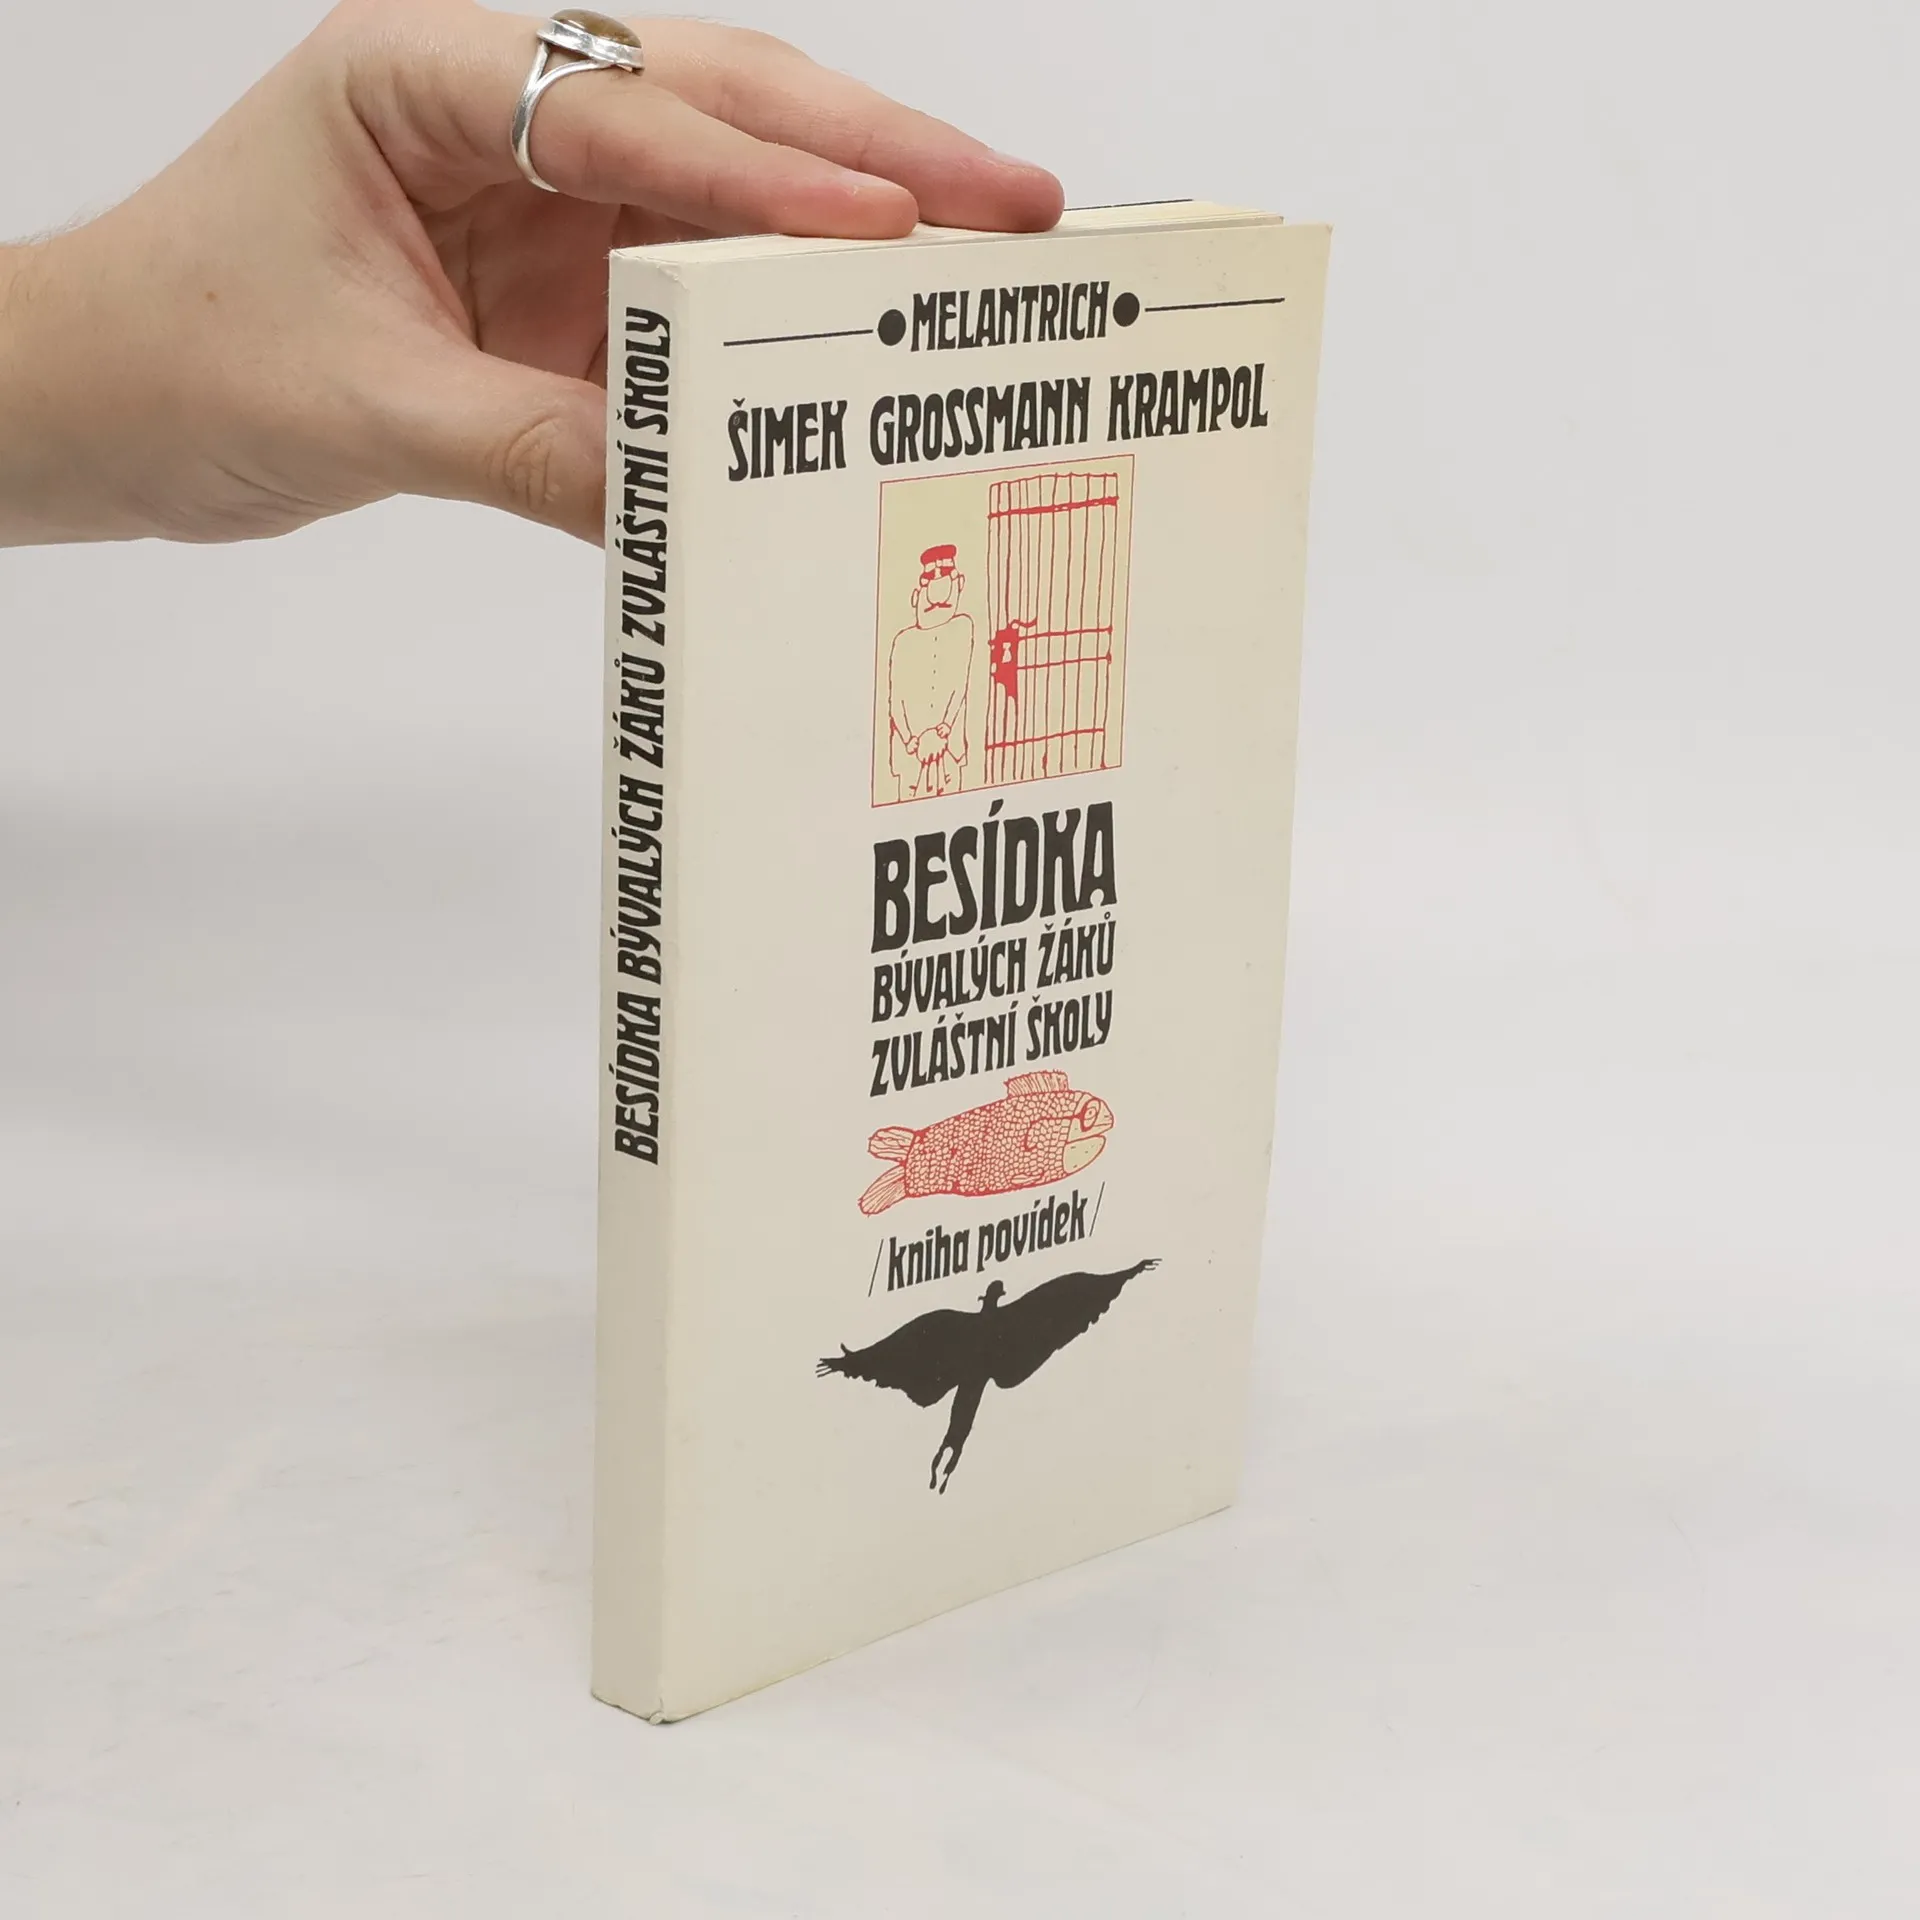 BESÍDKA BÝVALÝCH ŽÁKŮ ZVLÁŠTNÍ ŠKOLY
MELANTRICH
ŠIMEK GROSSMANN KRAMPOL
BESÍDKA
BÝVALÝCH ŽÁKŮ
ZVLÁŠTNÍ ŠKOLY
/kniha povídek/